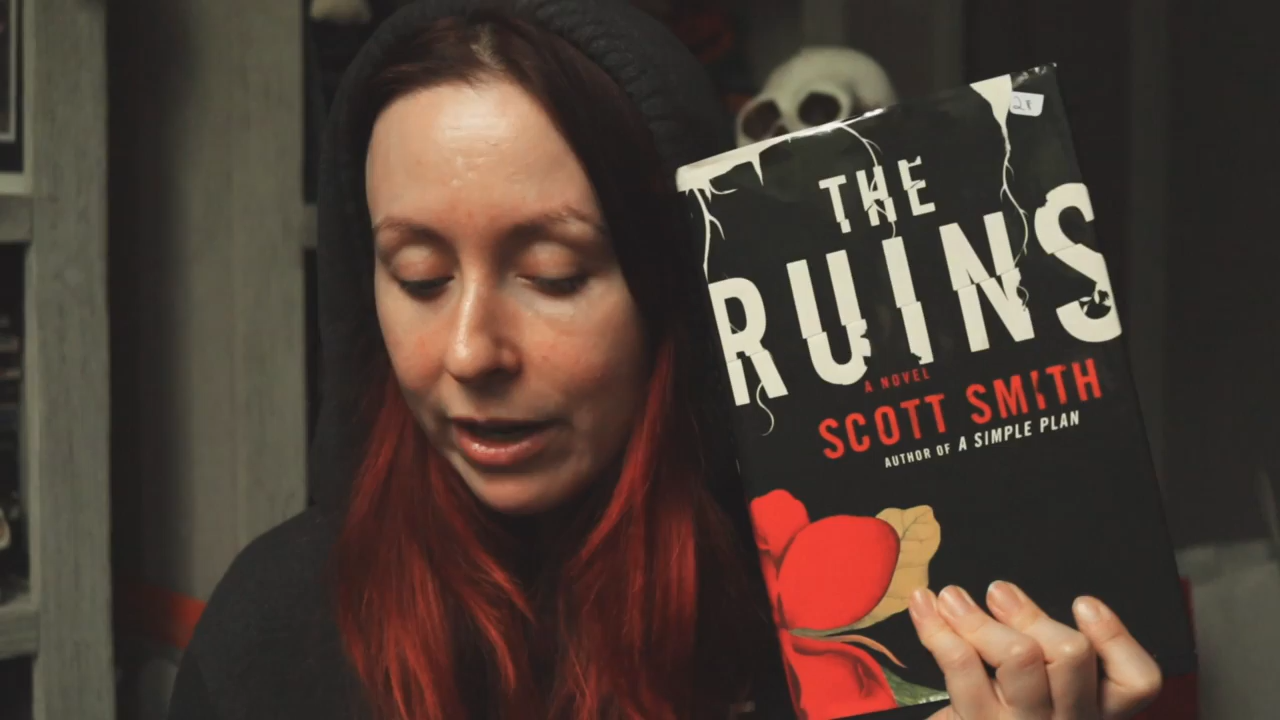 THE
RUINS
A NOVEL
SCOTT SMITH
AUTHOR OF A SIMPLE PLAN